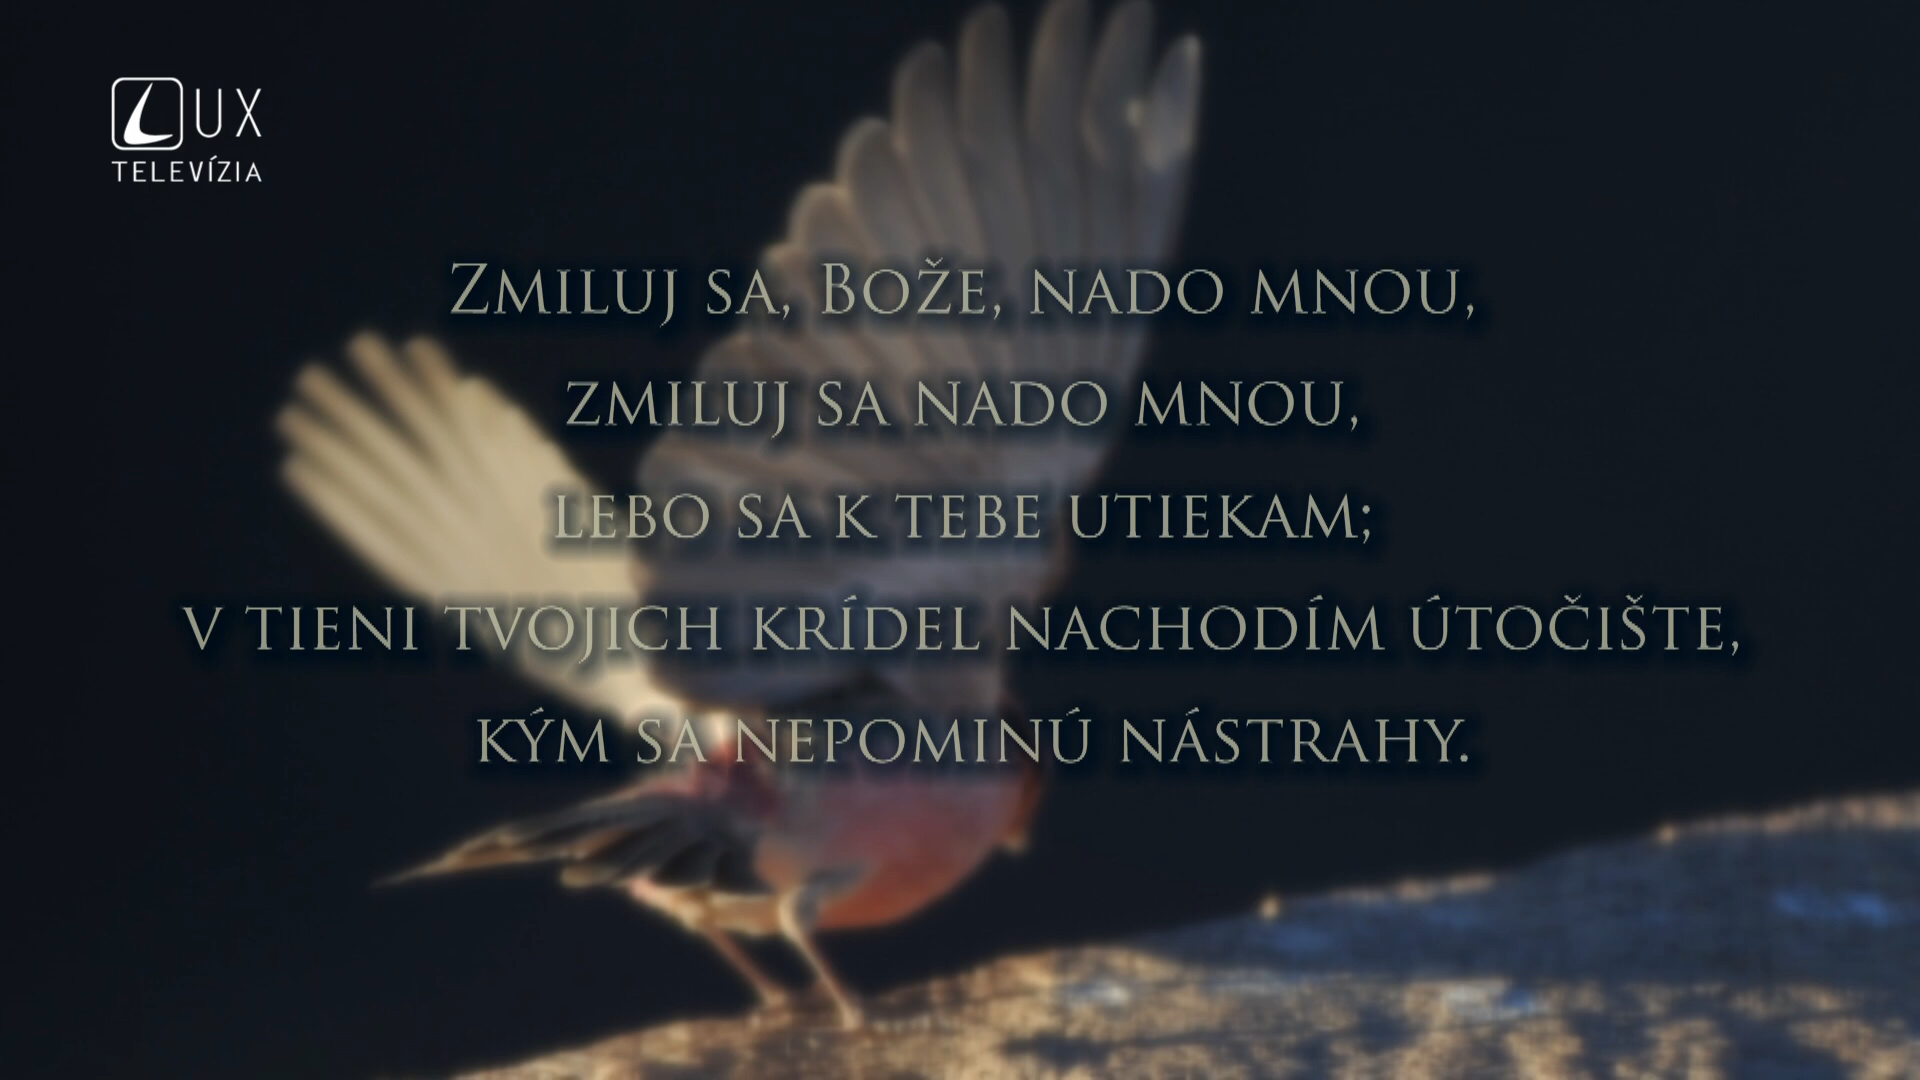 LUX
TELEVÍZIA
Zmiluj sa, Bože, nado mnou,
zmiluj sa nado mnou,
lebo sa k tebe utiekam;
v tieni tvojich krídel nachodím útočište,
kým sa nepominú nástrahy.